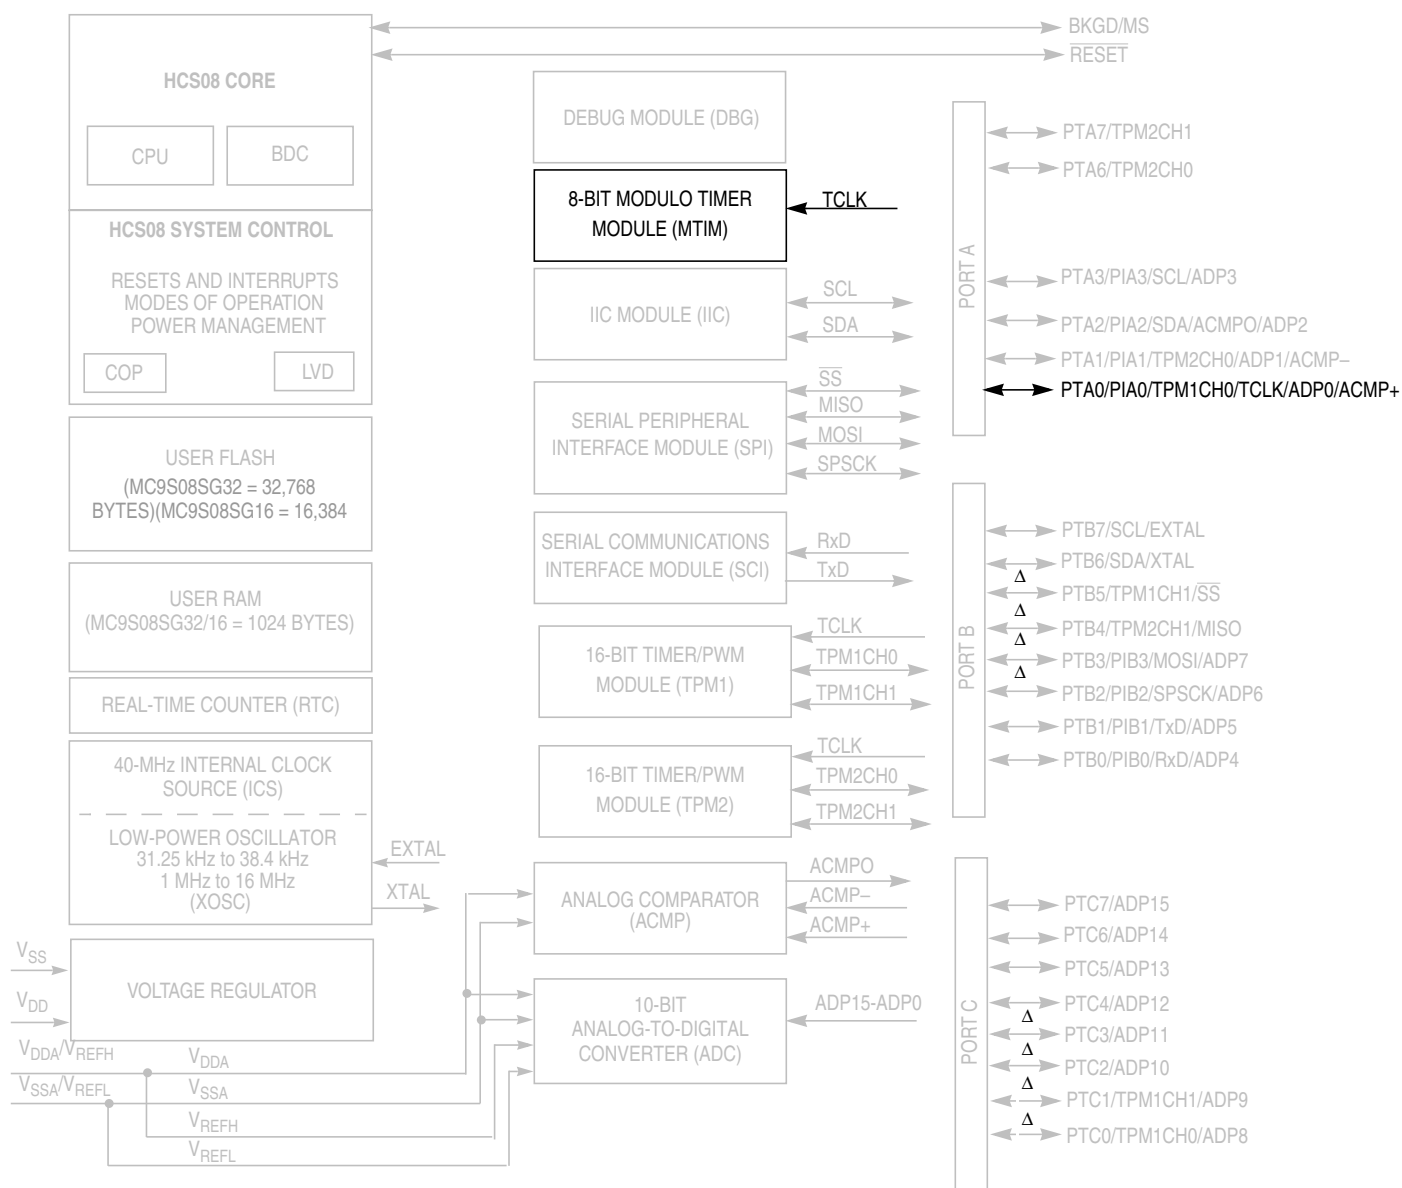 BKGD/MS
RESET
HCS08 CORE
CPU
BDC
HCS08 SYSTEM CONTROL
RESETS AND INTERRUPTS
MODES OF OPERATION
POWER MANAGEMENT
COP
LVD
USER FLASH
(MC9S08SG32 = 32,768
BYTES)(MC9S08SG16 = 16,384
USER RAM
(MC9S08SG32/16 = 1024 BYTES)
REAL-TIME COUNTER (RTC)
40-MHz INTERNAL CLOCK
SOURCE (ICS)
LOW-POWER OSCILLATOR
31.25 kHz to 38.4 kHz
1 MHz to 16 MHz
(XOSC)
EXTAL
XTAL
VSS
VDD
VOLTAGE REGULATOR
VDDA/VREFH
VSSA/VREFL
VDDA
VSSA
VREFH
VREFL
DEBUG MODULE (DBG)
8-BIT MODULO TIMER
MODULE (MTIM)
TCLK
IIC MODULE (IIC)
SCL
SDA
SERIAL PERIPHERAL
INTERFACE MODULE (SPI)
SS
MISO
MOSI
SPSCK
SERIAL COMMUNICATIONS
INTERFACE MODULE (SCI)
RxD
TxD
16-BIT TIMER/PWM
MODULE (TPM1)
TCLK
TPM1CH0
TPM1CH1
16-BIT TIMER/PWM
MODULE (TPM2)
TCLK
TPM2CH0
TPM2CH1
ANALOG COMPARATOR
(ACMP)
ACMPO
ACMP–
ACMP+
10-BIT
ANALOG-TO-DIGITAL
CONVERTER (ADC)
ADP15-ADP0
PORT A
PTA7/TPM2CH1
PTA6/TPM2CH0
PTA3/PIA3/SCL/ADP3
PTA2/PIA2/SDA/ACMPO/ADP2
PTA1/PIA1/TPM2CH0/ADP1/ACMP–
PTA0/PIA0/TPM1CH0/TCLK/ADP0/ACMP+
PORT B
PTB7/SCL/EXTAL
PTB6/SDA/XTAL
Δ
PTB5/TPM1CH1/SS
Δ
PTB4/TPM2CH1/MISO
Δ
PTB3/PIB3/MOSI/ADP7
Δ
PTB2/PIB2/SPSCK/ADP6
PTB1/PIB1/TxD/ADP5
PTB0/PIB0/RxD/ADP4
PORT C
PTC7/ADP15
PTC6/ADP14
PTC5/ADP13
PTC4/ADP12
Δ
PTC3/ADP11
Δ
PTC2/ADP10
Δ
PTC1/TPM1CH1/ADP9
Δ
PTC0/TPM1CH0/ADP8